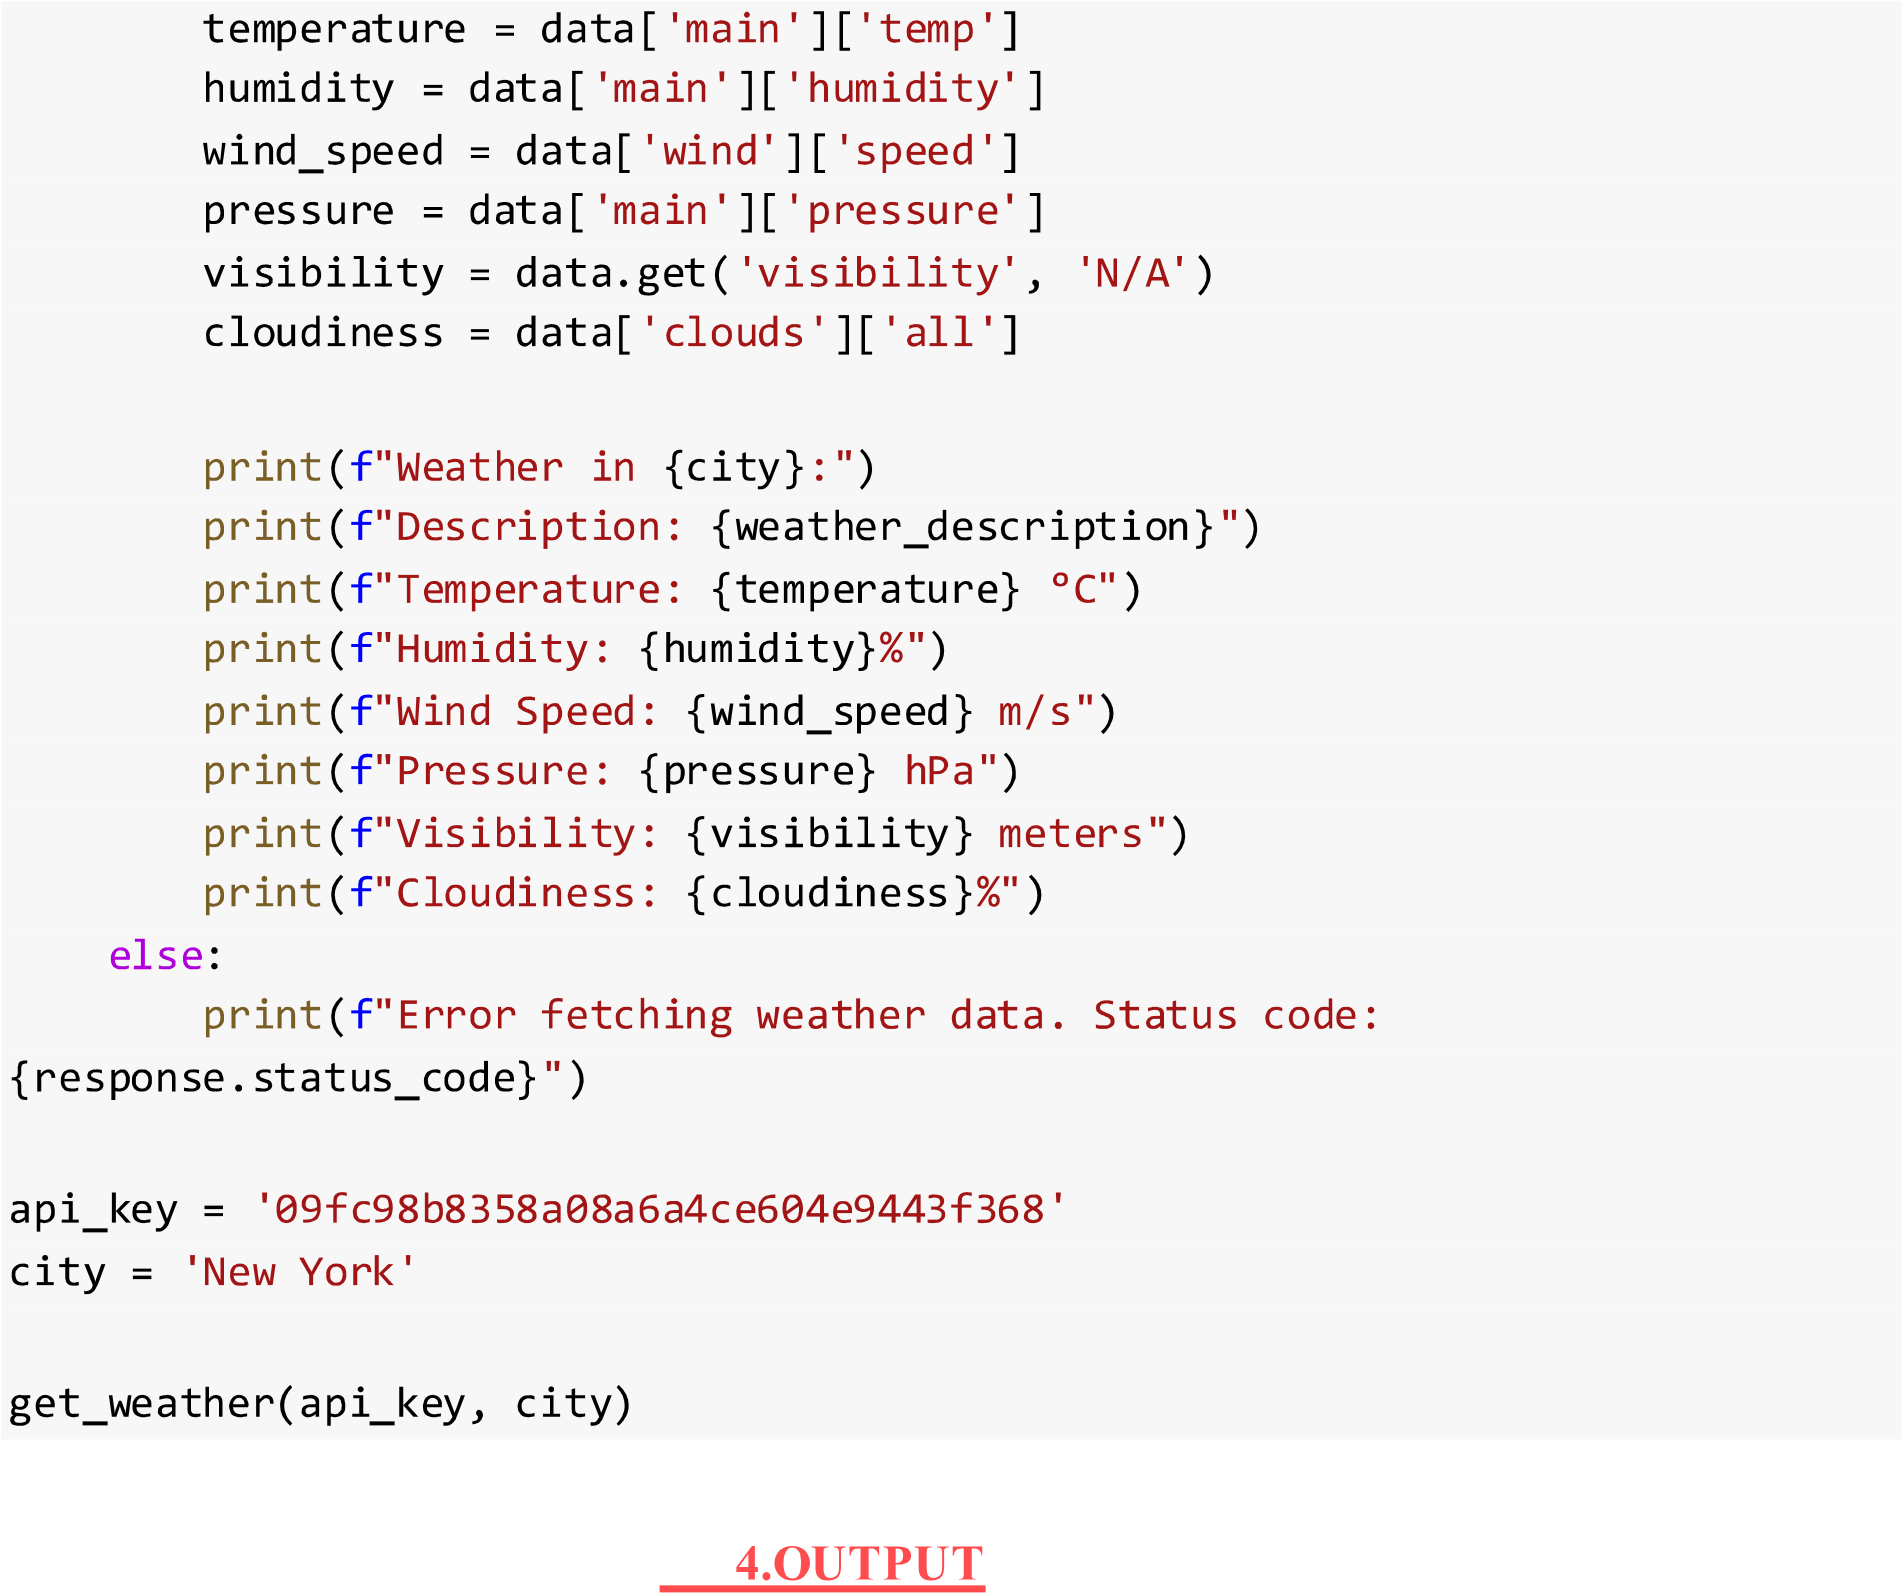 temperature = data['main']['temp']
humidity = data['main']['humidity']
wind_speed = data['wind']['speed']
pressure = data['main']['pressure']
visibility = data.get('visibility', 'N/A')
cloudiness = data['clouds']['all']
print(f"Weather in {city}:")
print(f"Description: {weather_description}")
print(f"Temperature: {temperature} °C")
print(f"Humidity: {humidity}%")
print(f"Wind Speed: {wind_speed} m/s")
print(f"Pressure: {pressure} hPa")
print(f"Visibility: {visibility} meters")
print(f"Cloudiness: {cloudiness}%")
else:
print(f"Error fetching weather data. Status code:
{response.status_code}")
api_key = '09fc98b8358a08a6a4ce604e9443f368'
city = 'New York'
get_weather(api_key, city)
4.OUTPUT